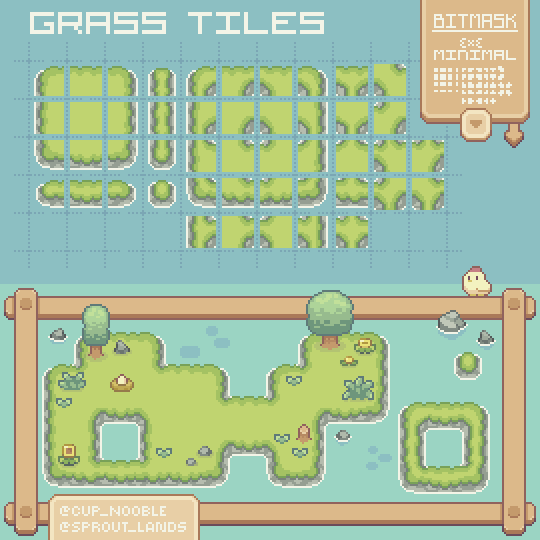 GRASS TILES
BITMASK
3x3
MINIMAL
@CUP_NOOBLE
@SPROUT_LANDS